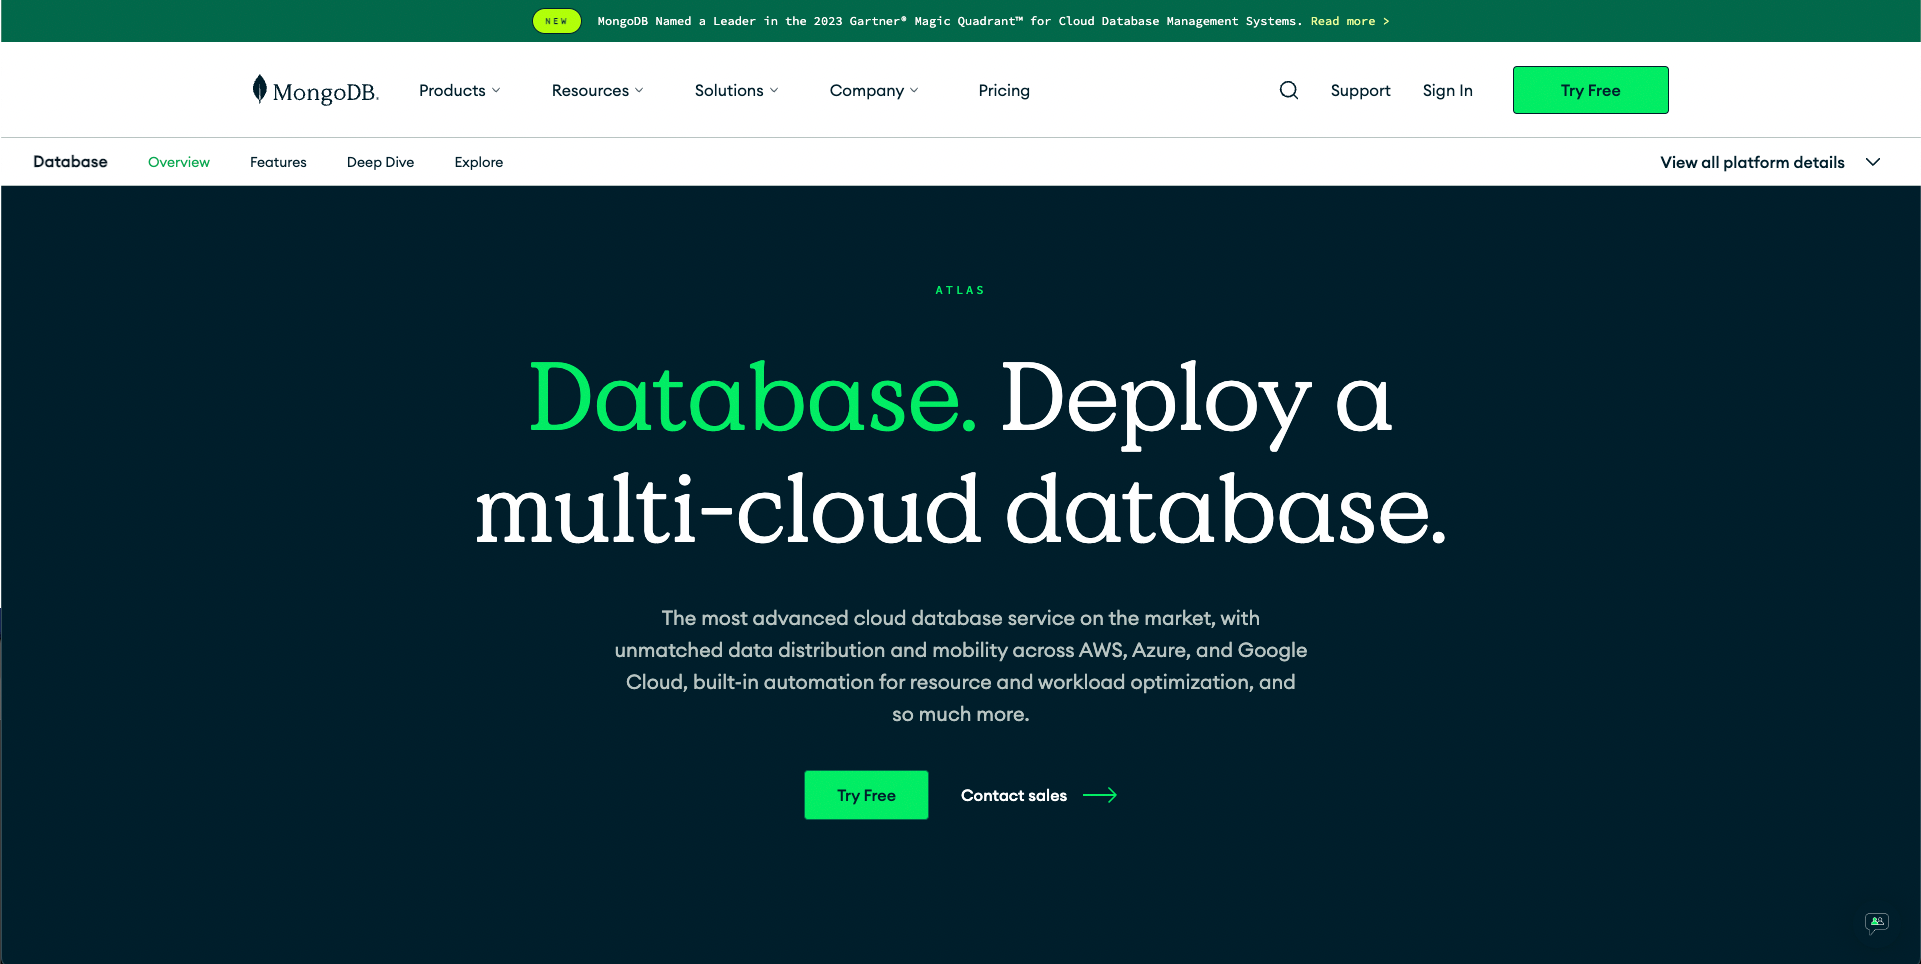 NEW MongoDB Named a Leader in the 2023 Gartner® Magic Quadrant™ for Cloud Database Management Systems. Read more >
MongoDB. Products Resources Solutions Company Pricing Support Sign In Try Free
Database Overview Features Deep Dive Explore View all platform details
ATLAS
Database. Deploy a
multi-cloud database.
The most advanced cloud database service on the market, with
unmatched data distribution and mobility across AWS, Azure, and Google
Cloud, built-in automation for resource and workload optimization, and
so much more.
Try Free Contact sales